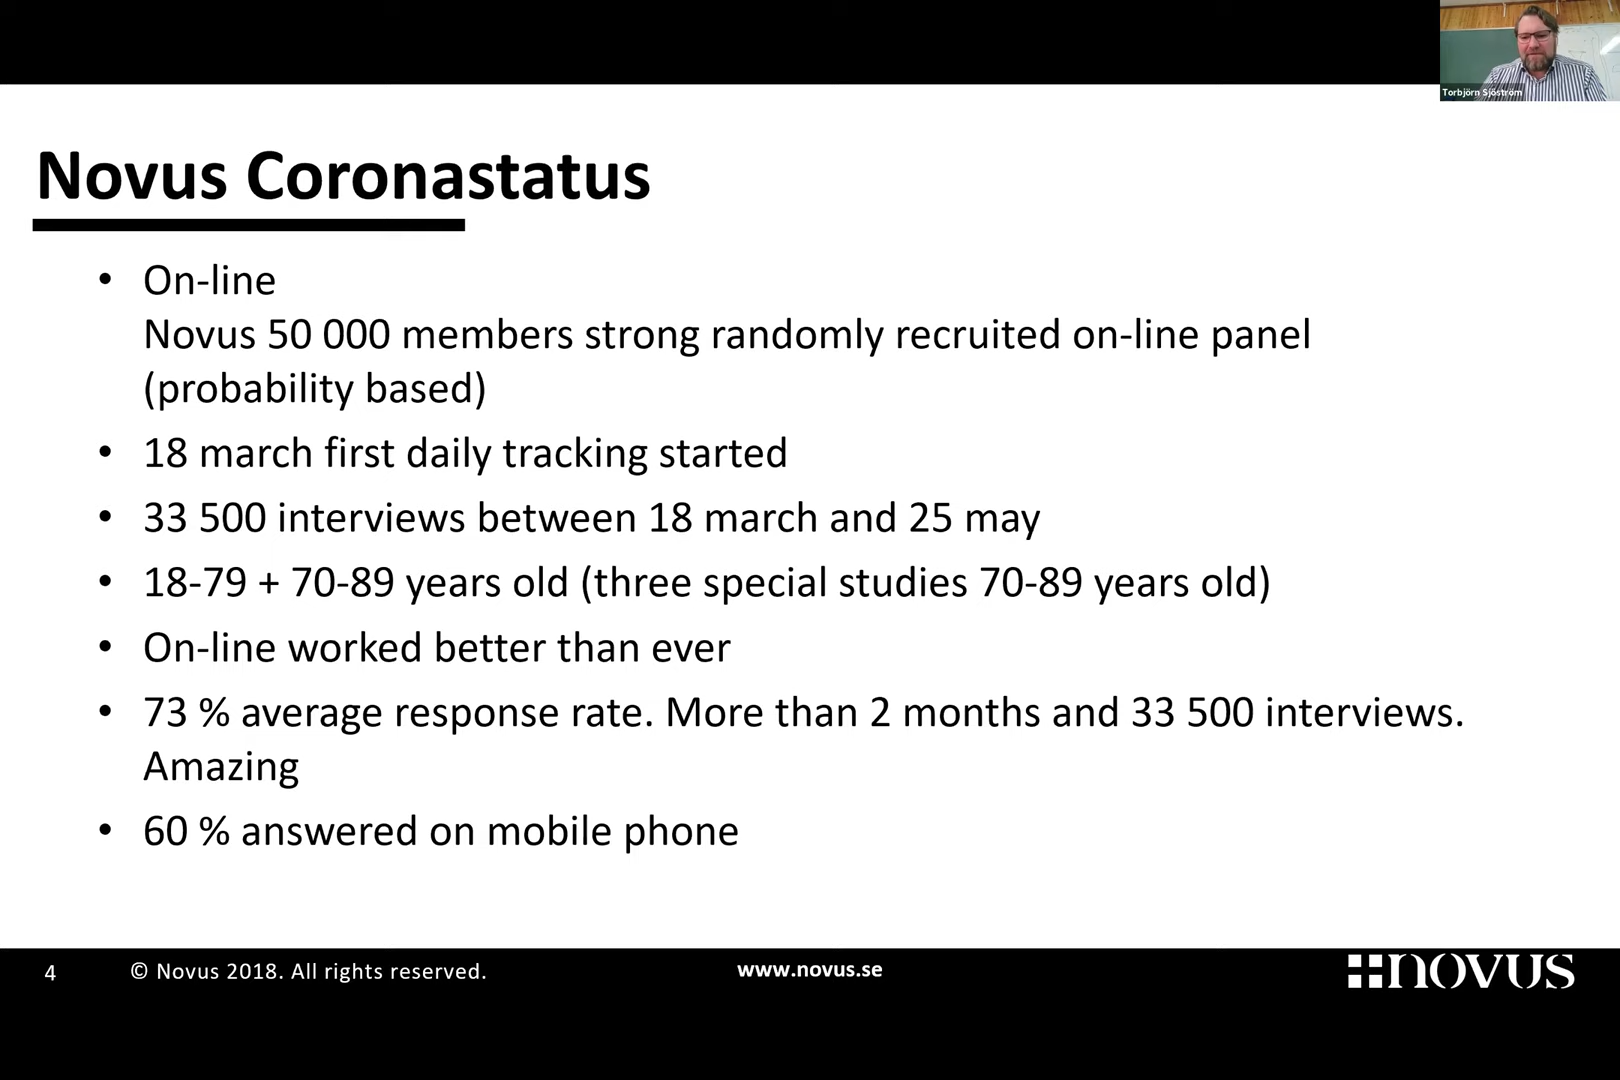 Torbjörn Sjöström
Novus Coronastatus
• On-line
Novus 50 000 members strong randomly recruited on-line panel
(probability based)
• 18 march first daily tracking started
• 33 500 interviews between 18 march and 25 may
• 18-79 + 70-89 years old (three special studies 70-89 years old)
• On-line worked better than ever
• 73 % average response rate. More than 2 months and 33 500 interviews.
Amazing
• 60 % answered on mobile phone
4 © Novus 2018. All rights reserved. www.novus.se novus